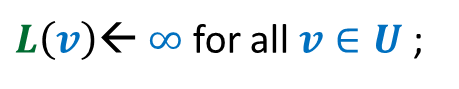 L(v)← ∞ for all v ∈ U ;